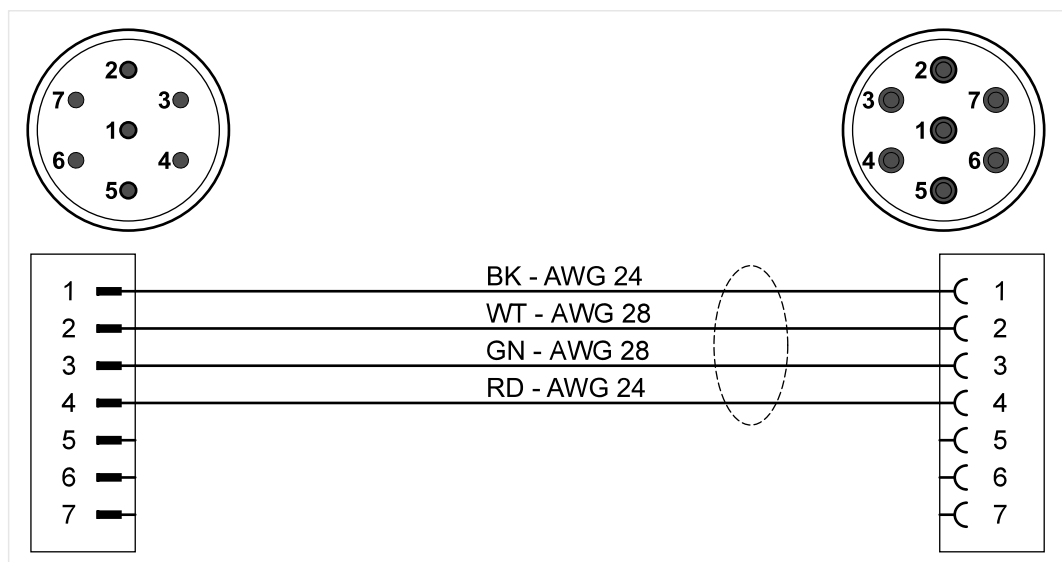 2 2
7 3 3 7
1 1
6 4 4 6
5 5
1 BK - AWG 24 1
2 WT - AWG 28 2
3 GN - AWG 28 3
4 RD - AWG 24 4
5 5
6 6
7 7